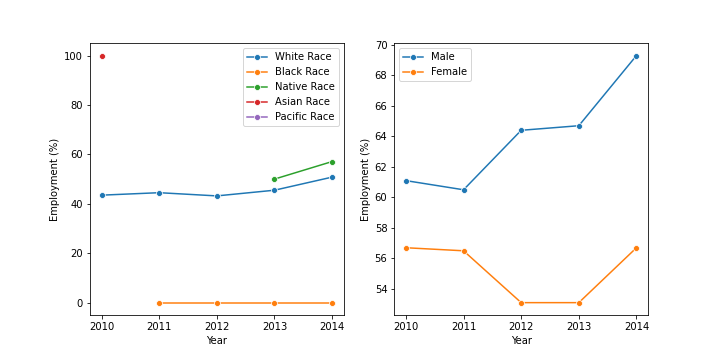 Employment (%)
100
80
60
40
20
0
2010 2011 2012 2013 2014
Year
White Race
Black Race
Native Race
Asian Race
Pacific Race
Employment (%)
70
68
66
64
62
60
58
56
54
2010 2011 2012 2013 2014
Year
Male
Female